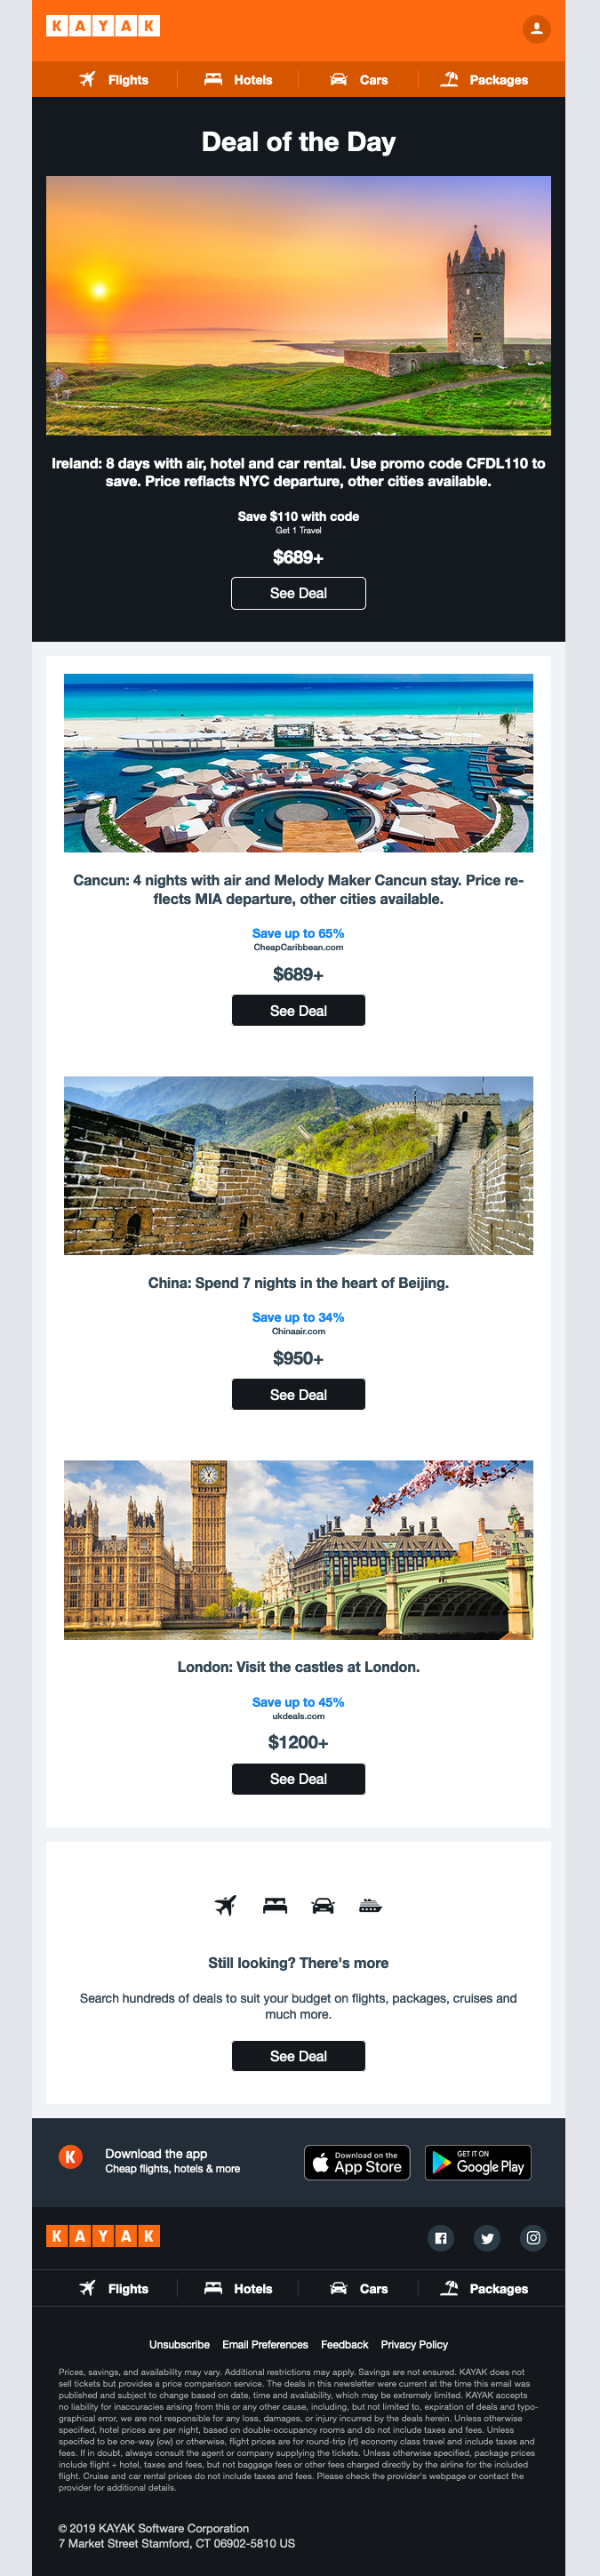 KAYAK
Flights
Hotels
Cars
Packages
Deal of the Day
Ireland: 8 days with air, hotel and car rental. Use promo code CFDL110 to
save. Price reflacts NYC departure, other cities available.
Save $110 with code
Get 1 Travel
$689+
See Deal
Cancun: 4 nights with air and Melody Maker Cancun stay. Price re-
flects MIA departure, other cities available.
Save up to 65%
CheapCaribbean.com
$689+
See Deal
China: Spend 7 nights in the heart of Beijing.
Save up to 34%
Chinaair.com
$950+
See Deal
London: Visit the castles at London.
Save up to 45%
ukdeals.com
$1200+
See Deal
Still looking? There's more
Search hundreds of deals to suit your budget on flights, packages, cruises and
much more.
See Deal
K
Download the app
Cheap flights, hotels & more
Download on the
App Store
GET IT ON
Google Play
KAYAK
Flights
Hotels
Cars
Packages
Unsubscribe
Email Preferences
Feedback
Privacy Policy
Prices, savings, and availability may vary. Additional restrictions may apply. Savings are not ensured. KAYAK does not
sell tickets but provides a price comparison service. The deals in this newsletter were current at the time this email was
published and subject to change based on date, time and availability, which may be extremely limited. KAYAK accepts
no liability for inaccuracies arising from this or any other cause, including, but not limited to, expiration of deals and typo-
graphical error, we are not responsible for any loss, damages, or injury incurred by the deals herein. Unless otherwise
specified, hotel prices are per night, based on double-occupancy rooms and do not include taxes and fees. Unless
specified to be one-way (ow) or otherwise, flight prices are for round-trip (rt) economy class travel and include taxes and
fees. If in doubt, always consult the agent or company supplying the tickets. Unless otherwise specified, package prices
include flight + hotel, taxes and fees, but not baggage fees or other fees charged directly by the airline for the included
flight. Cruise and car rental prices do not include taxes and fees. Please check the provider's webpage or contact the
provider for additional details.
© 2019 KAYAK Software Corporation
7 Market Street Stamford, CT 06902-5810 US